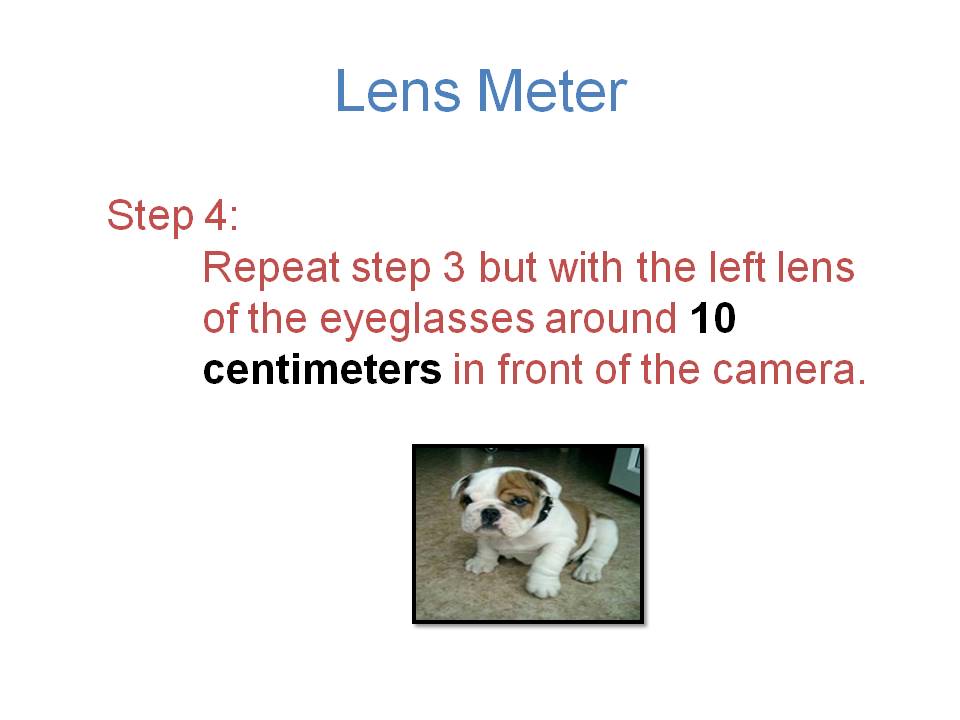 Lens Meter
Step 4:
Repeat step 3 but with the left lens
of the eyeglasses around 10
centimeters in front of the camera.